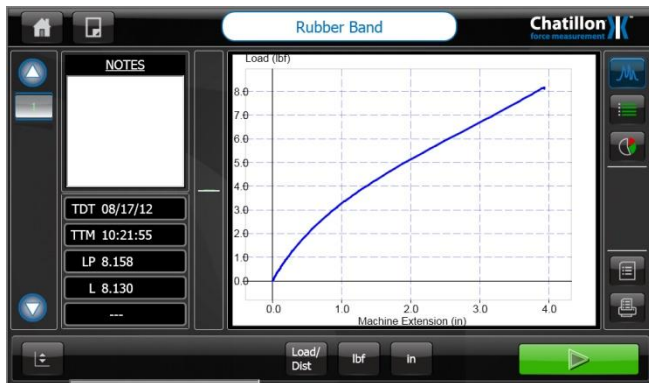 Rubber Band
Chatillon
force measurement
NOTES
1
TDT 08/17/12
TTM 10:21:55
LP 8.158
L 8.130
---
Load (lbf)
8.0
7.0
6.0
5.0
4.0
3.0
2.0
1.0
0.0
0.0 1.0 2.0 3.0 4.0
Machine Extension (in)
Load/
Dist
lbf
in